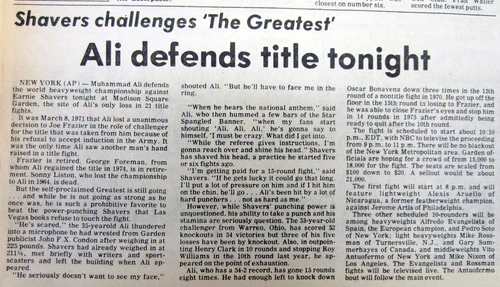 closest on number six.
scored the fewest putts.
Shavers challenges 'The Greatest'
Ali defends title tonight
NEW YORK (AP) — Muhammad Ali defends
the world heavyweight championship against
Earnie Shavers tonight at Madison Square
Garden, the site of Ali's only loss in 21 title
fights.
It was March 8, 1971 that Ali lost a unanimous
decision to Joe Frazier in the role of challenger
for the title that was taken from him because of
his refusal to accept induction in the Army. It
was the only time Ali saw another man's hand
raised in a title fight.
Frazier is retired. George Foreman, from
whom Ali regained the title in 1974, is in retire-
ment. Sonny Liston, who lost the championship
to Ali in 1964, is dead.
But the self-proclaimed Greatest is still going
. . . and while he is not going as strong as he
once was, he is such a prohibitive favorite to
beat the power-punching Shavers that Las
Vegas books refuse to touch the fight.
"He's scared," the 35-year-old Ali thundered
into a microphone he had wrested from Garden
publicist John F.X. Condon after weighing in at
225 pounds. Shavers had already weighed in at
211¼, met briefly with writers and sport-
scasters and left the building when Ali ap-
peared.
"He seriously doesn't want to see my face,"
shouted Ali. "But he'll have to face me in the
ring.
"When he hears the national anthem," said
Ali, who then hummed a few bars of the Star
Spangled Banner, "when my fans start
shouting 'Ali, Ali, Ali,' he's gonna say to
himself, 'I must be crazy. What did I get into.
"While the referee gives instructions, I'm
gonna reach over and shine his head." Shavers
has shaved his head, a practice he started five
or six fights ago.
"I'm getting paid for a 15-round fight," said
Shavers. "If he gets lucky it could go that long.
I'll put a lot of pressure on him and if I hit him
on the chin, he'll go . . . Ali's been hit by a lot of
hard punchers . . . not as hard as me."
However, while Shavers' punching power is
unquestioned, his ability to take a punch and his
stamina are seriously question. The 33-year-old
challenger from Warren, Ohio, has scored 52
knockouts in 54 victories but three of his five
losses have been by knockout. Also, in outpoin-
ting Henry Clark in 10 rounds and stopping Roy
Williams in the 10th round last year, he ap-
peared on the point of exhaustion.
Ali, who has a 54-2 record, has gone 15 rounds
eight times. He had enough left to knock down
Oscar Bonavena down three times in the 15th
round of a nontitle fight in 1970. He got up off the
floor in the 15th round in losing to Frazier, and
he was able to close Frazier's eyes and stop him
in 14 rounds in 1975 after admittedly being
ready to quit after the 10th round.
The fight is scheduled to start about 10:15
p.m., EDT, with NBC to televise the proceeding
from 9 p.m. to 11 p.m. There will be no blackout
of the New York Metropolitan area. Garden of-
ficials are hoping for a crowd of from 15,000 to
18,000 for the fight. The seats are scaled from
$100 down to $20. A sellout would be about
21,000.
The first fight will start at 8 p.m. and will
feature lightweight Alexis Arguello of
Nicaragua, a former featherweight champion,
against Jerome Artis of Philadelphia.
Three other scheduled 10-rounders will be
among heavyweights Alfredo Evangelista of
Spain, the European champion, and Pedro Soto
of New York; light heavyweights Mike Ross-
man of Turnersville, N.J., and Gary Sum-
merhayes of Canada, and middleweights Vito
Antuofermo of New York and Mike Nixon of
Los Angeles. The Evangelista and Rossman
fights will be televised live. The Antuofermo
bout will follow the main event.